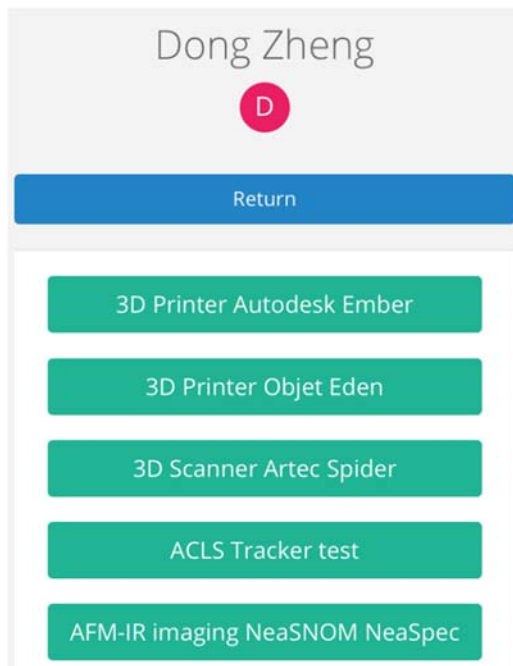 Dong Zheng
D
Return
3D Printer Autodesk Ember
3D Printer Objet Eden
3D Scanner Artec Spider
ACLS Tracker test
AFM-IR imaging NeaSNOM NeaSpec